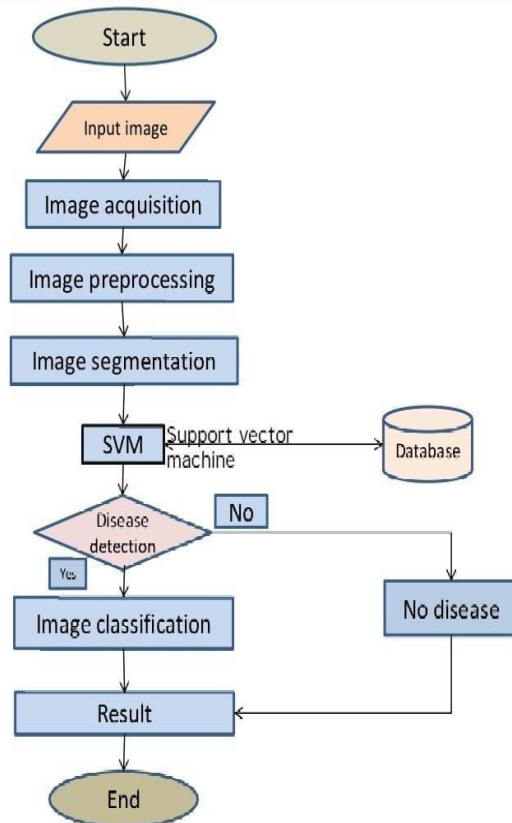 Start
Input image
Image acquisition
Image preprocessing
Image segmentation
SVM
Support vector
machine
Database
Disease
detection
No
Yes
Image classification
No disease
Result
End